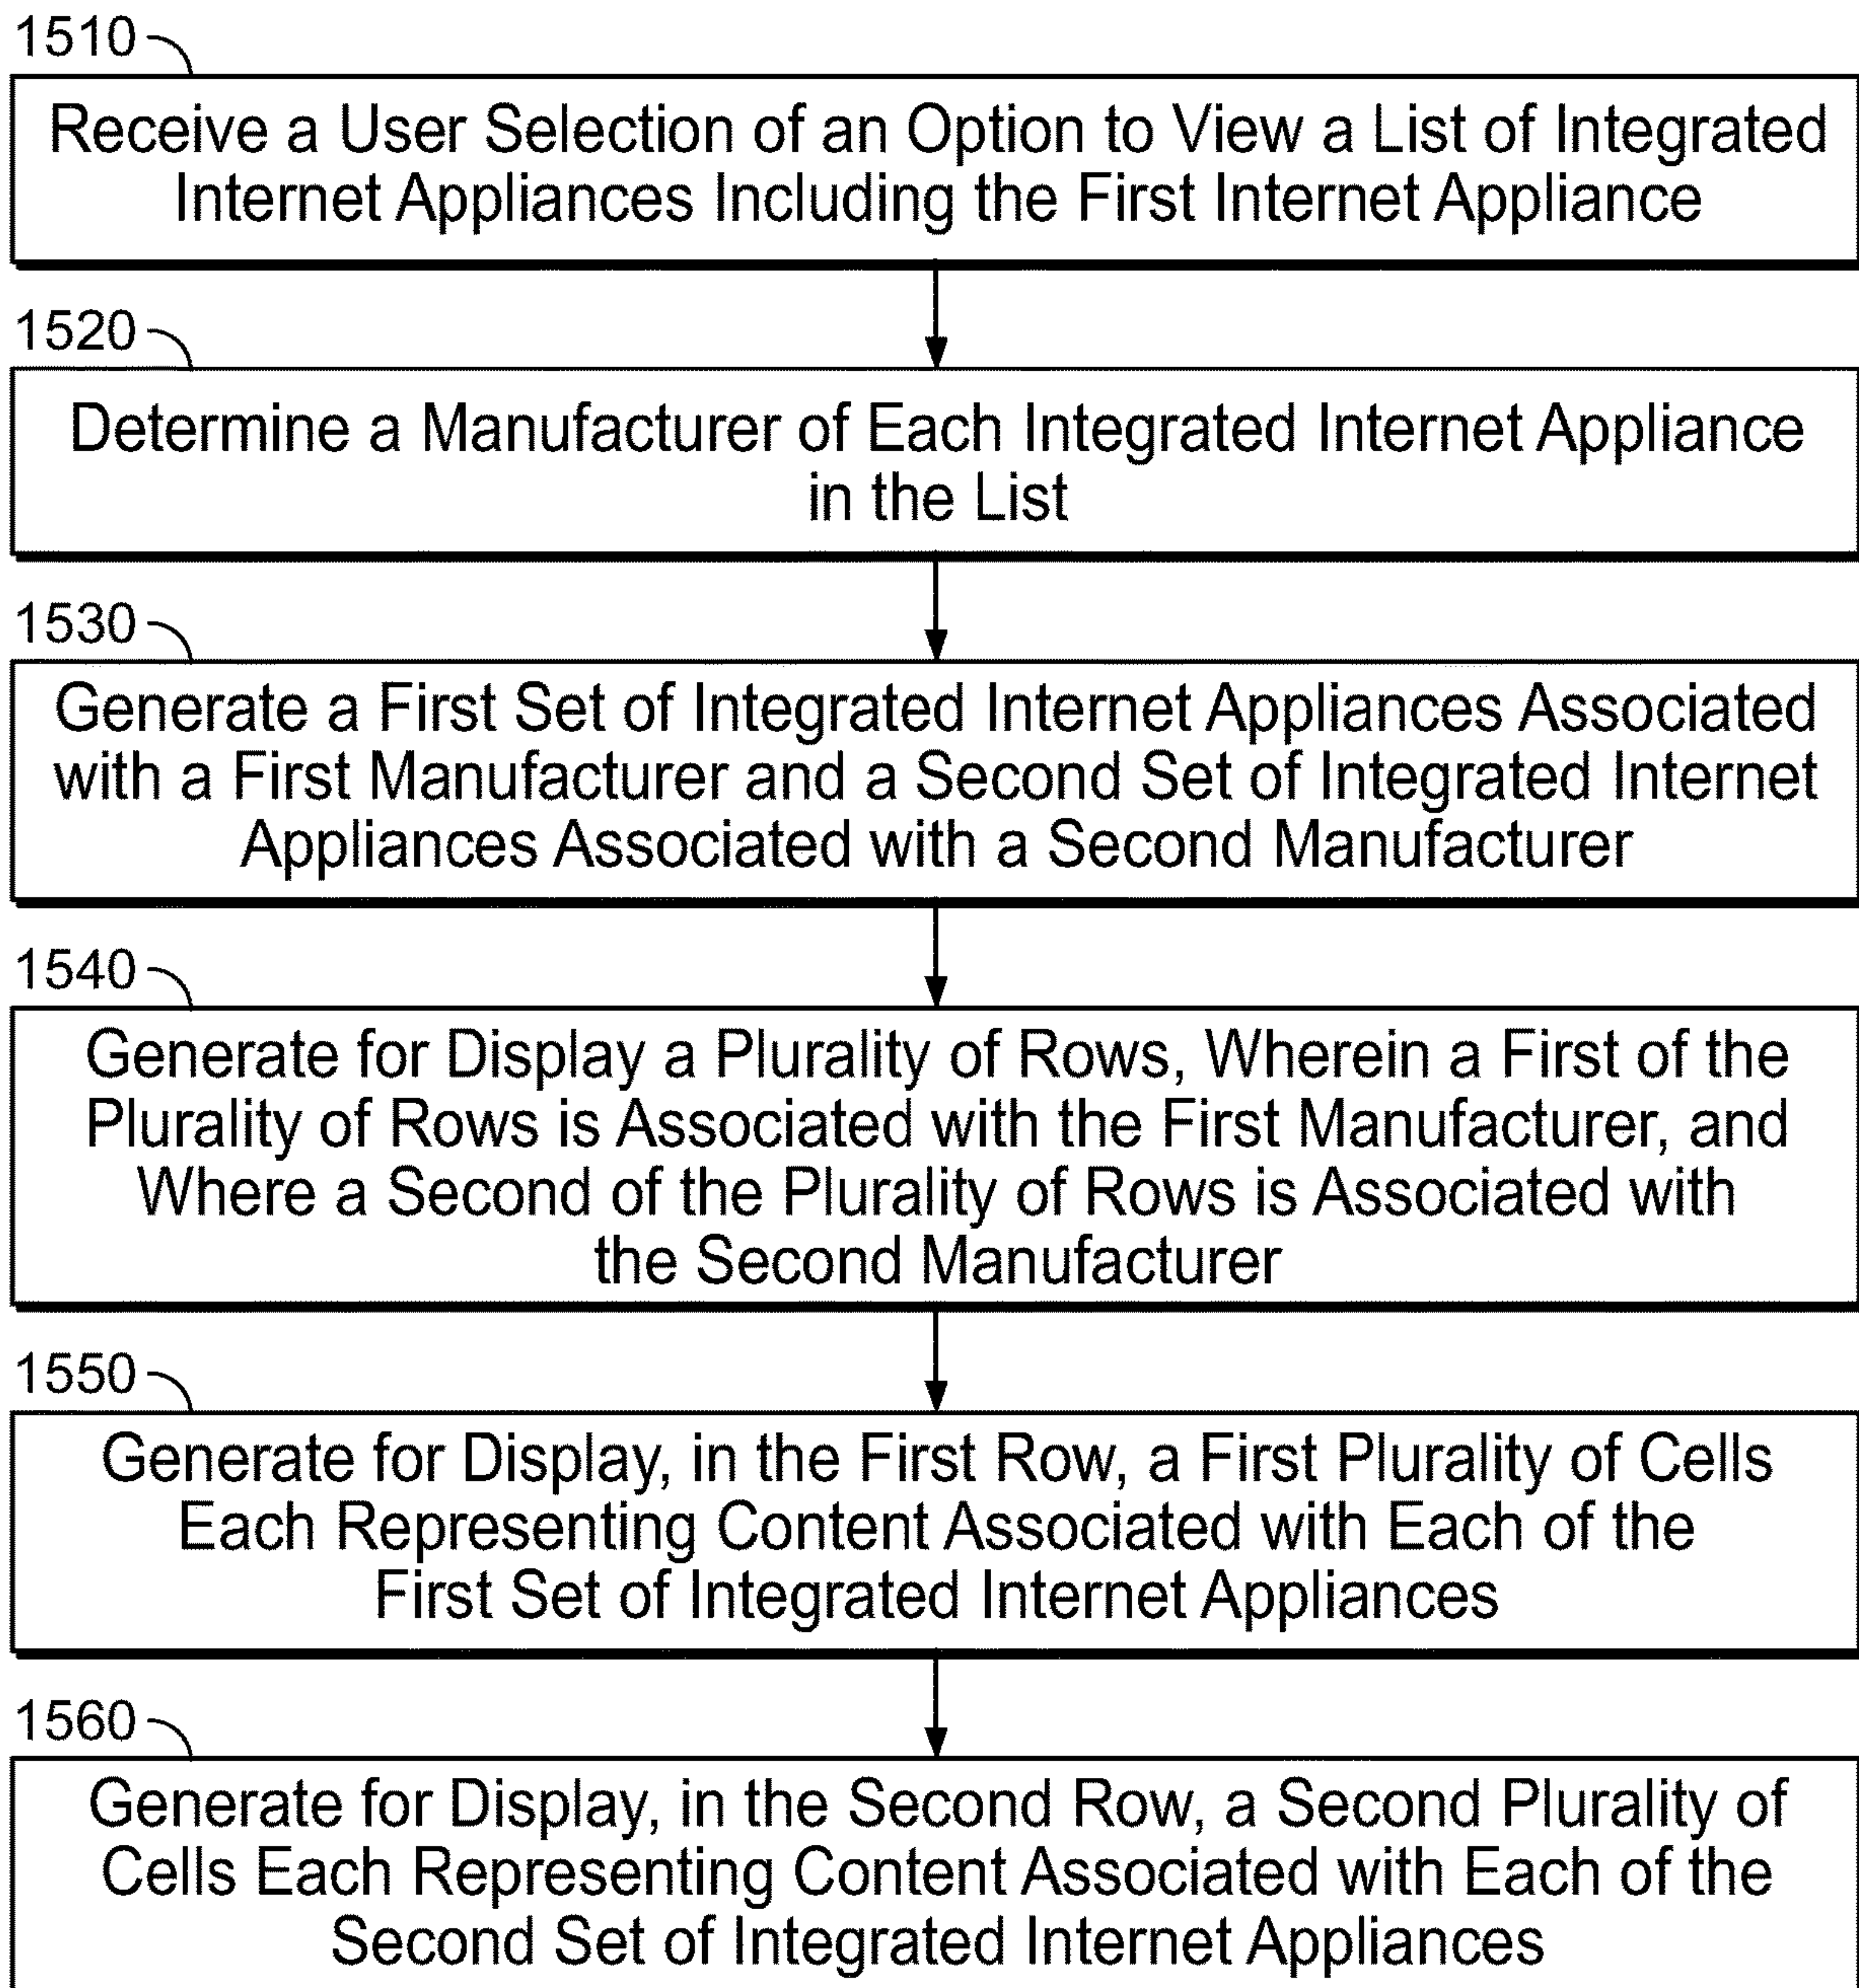 1510
Receive a User Selection of an Option to View a List of Integrated
Internet Appliances Including the First Internet Appliance
1520
Determine a Manufacturer of Each Integrated Internet Appliance
in the List
1530
Generate a First Set of Integrated Internet Appliances Associated
with a First Manufacturer and a Second Set of Integrated Internet
Appliances Associated with a Second Manufacturer
1540
Generate for Display a Plurality of Rows, Wherein a First of the
Plurality of Rows is Associated with the First Manufacturer, and
Where a Second of the Plurality of Rows is Associated with
the Second Manufacturer
1550
Generate for Display, in the First Row, a First Plurality of Cells
Each Representing Content Associated with Each of the
First Set of Integrated Internet Appliances
1560
Generate for Display, in the Second Row, a Second Plurality of
Cells Each Representing Content Associated with Each of the
Second Set of Integrated Internet Appliances